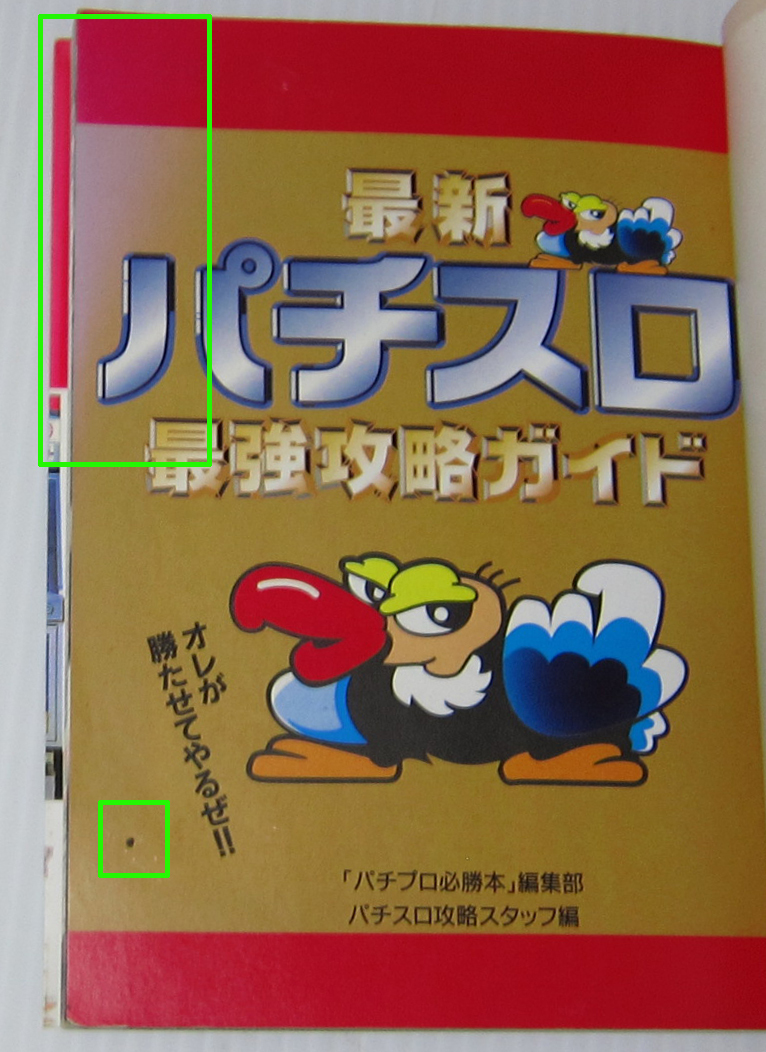 最新
パチスロ
最強攻略ガイド
オレが
勝たせてやるぜ!!
「パチプロ必勝本」編集部
パチスロ攻略スタッフ編